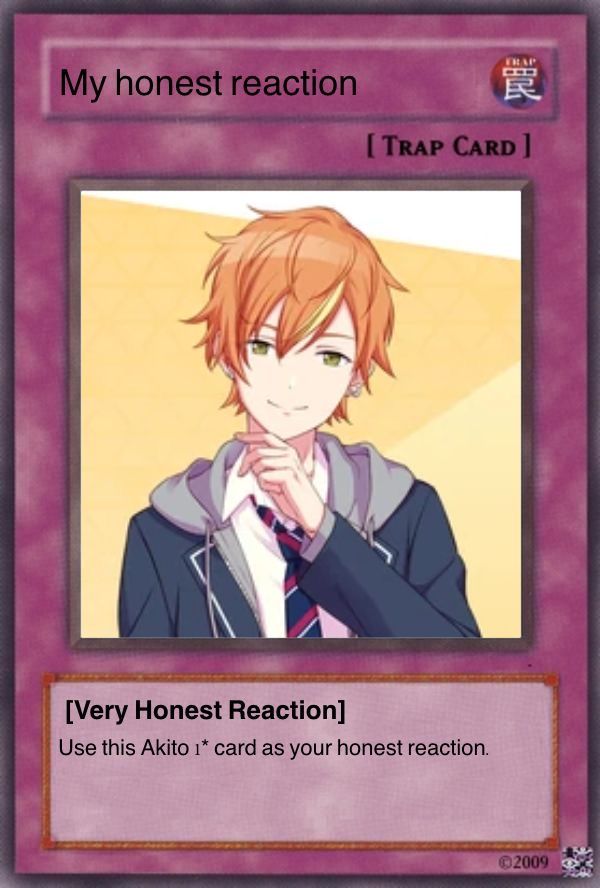 My honest reaction
TRAP
罠
[ TRAP CARD ]
[Very Honest Reaction]
Use this Akito 1* card as your honest reaction.
©2009